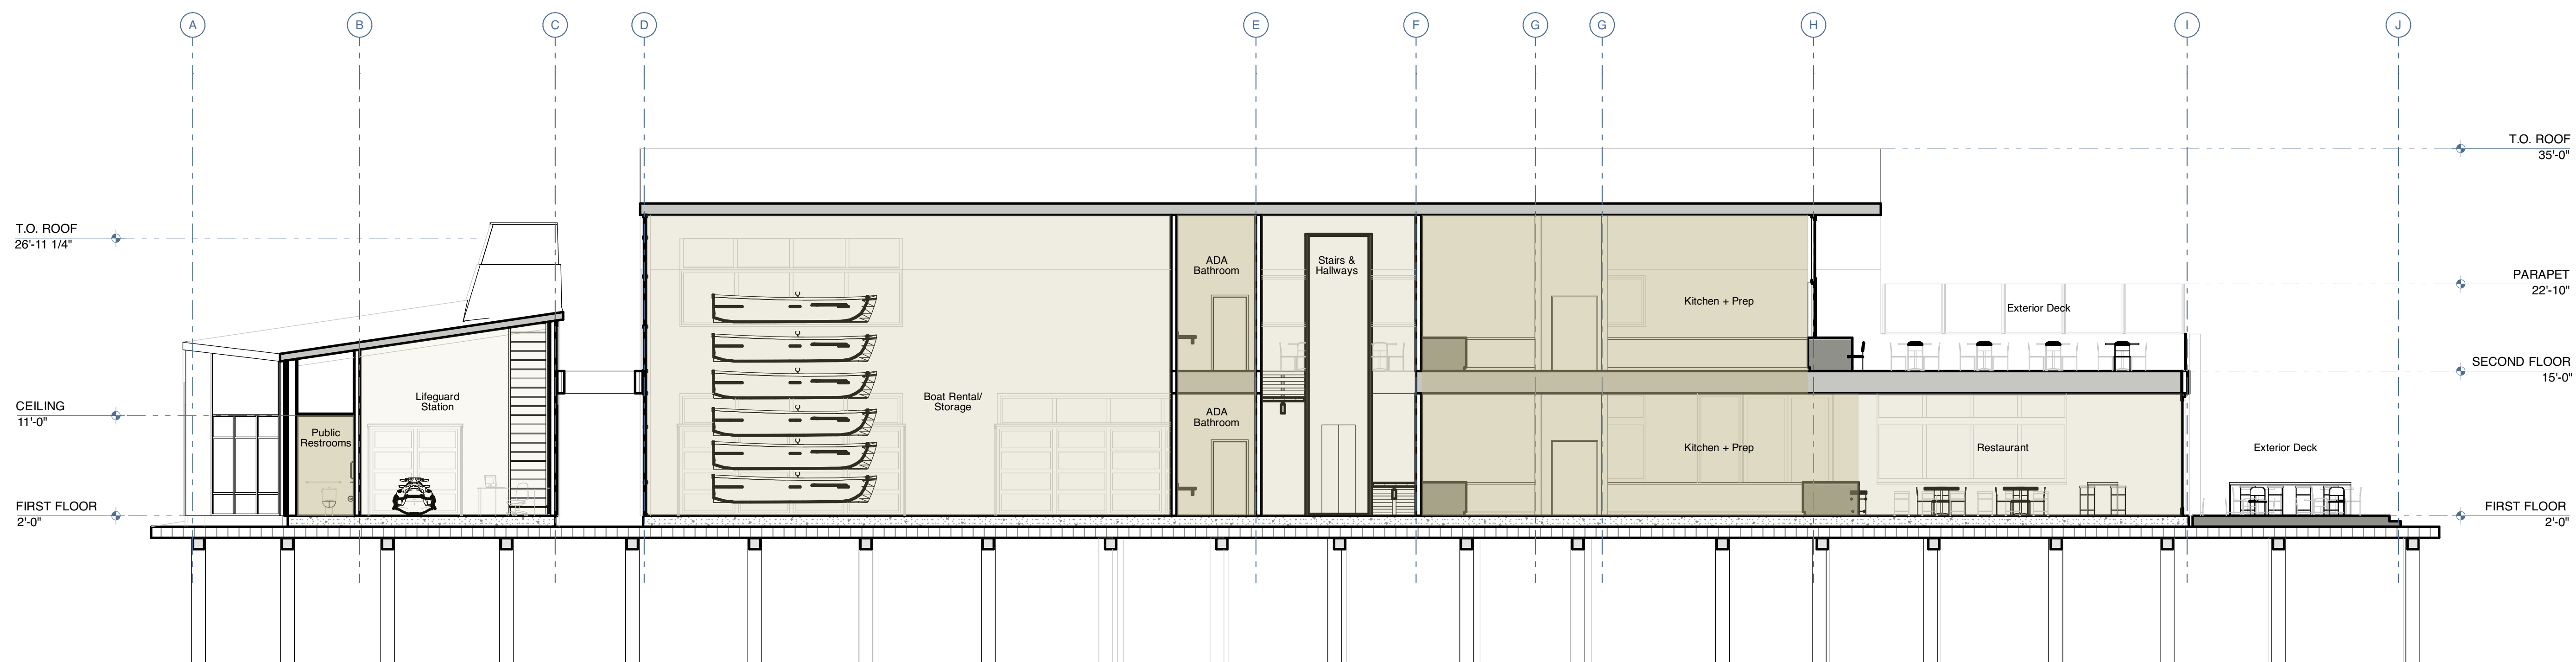 A B C D E F G G H I J
T.O. ROOF
35'-0"
T.O. ROOF
26'-11 1/4"
ADA
Bathroom
Stairs &
Hallways
PARAPET
22'-10"
Kitchen + Prep
Exterior Deck
SECOND FLOOR
15'-0"
Lifeguard
Station
Boat Rental/
Storage
CEILING
11'-0"
ADA
Bathroom
Public
Restrooms
Kitchen + Prep
Restaurant
Exterior Deck
FIRST FLOOR
2'-0"
FIRST FLOOR
2'-0"